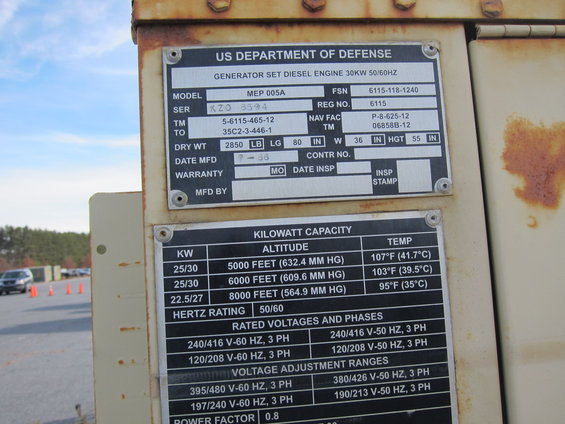 US DEPARTMENT OF DEFENSE
GENERATOR SET DIESEL ENGINE 30KW 50/60HZ
MODEL MEP 005A FSN 6115-118-1240
SER KZO REG NO. 6115
TM 5-6115-465-12 NAV FAC P-8-625-12
TO 35C2-3-446-1 TM 06858B-12
DRY WT 2850 LB LG 80 IN W 36 IN HGT 55 IN
DATE MFD CONTR NO.
WARRANTY MO DATE INSP INSP STAMP
MFD BY
KILOWATT CAPACITY
KW ALTITUDE TEMP
25/30 5000 FEET (632.4 MM HG) 107°F (41.7°C)
25/30 6000 FEET (609.6 MM HG) 103°F (39.5°C)
22.5/27 8000 FEET (564.9 MM HG) 95°F (35°C)
HERTZ RATING 50/60
RATED VOLTAGES AND PHASES
240/416 V-60 HZ, 3 PH 240/416 V-50 HZ, 3 PH
120/208 V-60 HZ, 3 PH 120/208 V-50 HZ, 3 PH
VOLTAGE ADJUSTMENT RANGES
395/480 V-60 HZ, 3 PH 380/426 V-50 HZ, 3 PH
197/240 V-60 HZ, 3 PH 190/213 V-50 HZ, 3 PH
POWER FACTOR 0.8